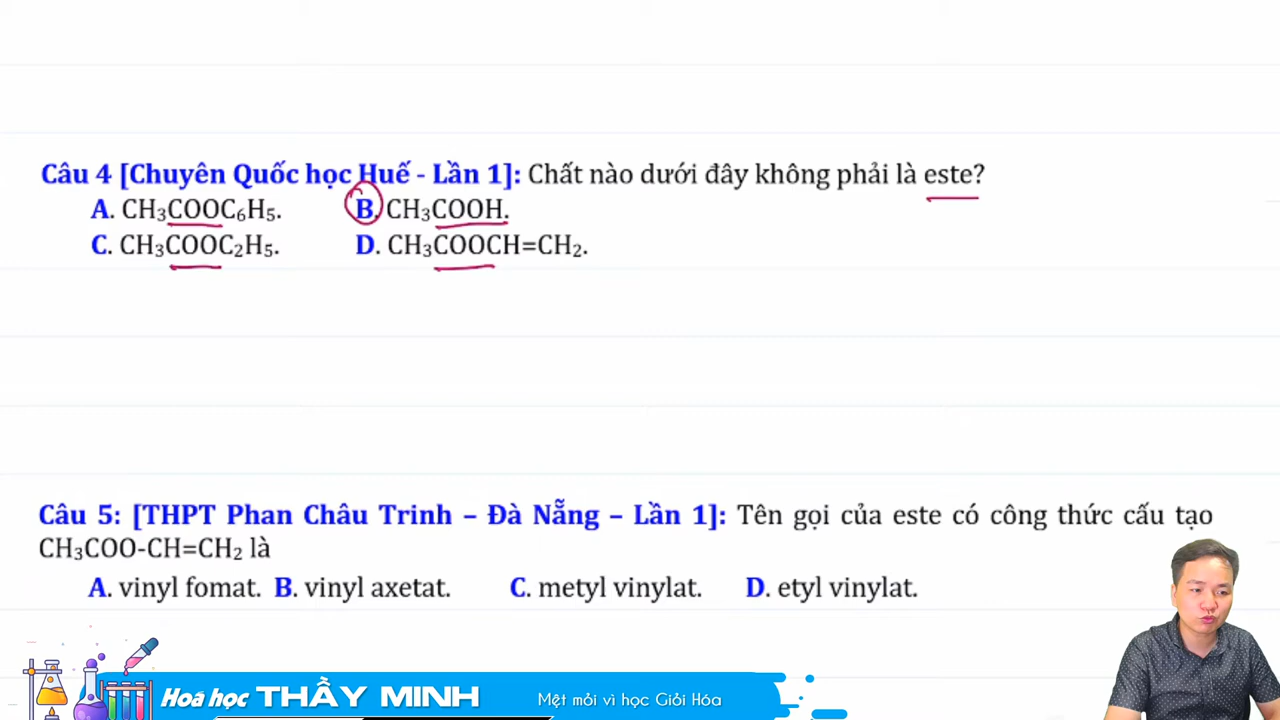 Câu 4 [Chuyên Quốc học Huế - Lần 1]: Chất nào dưới đây không phải là este?
A. CH₃COOC₆H₅. B. CH₃COOH.
C. CH₃COOC₂H₅. D. CH₃COOCH=CH₂.
Câu 5: [THPT Phan Châu Trinh – Đà Nẵng – Lần 1]: Tên gọi của este có công thức cấu tạo
CH₃COO-CH=CH₂ là
A. vinyl fomat. B. vinyl axetat. C. metyl vinylat. D. etyl vinylat.
Hoá học THẦY MINH Mệt mỏi vì học Giỏi Hóa